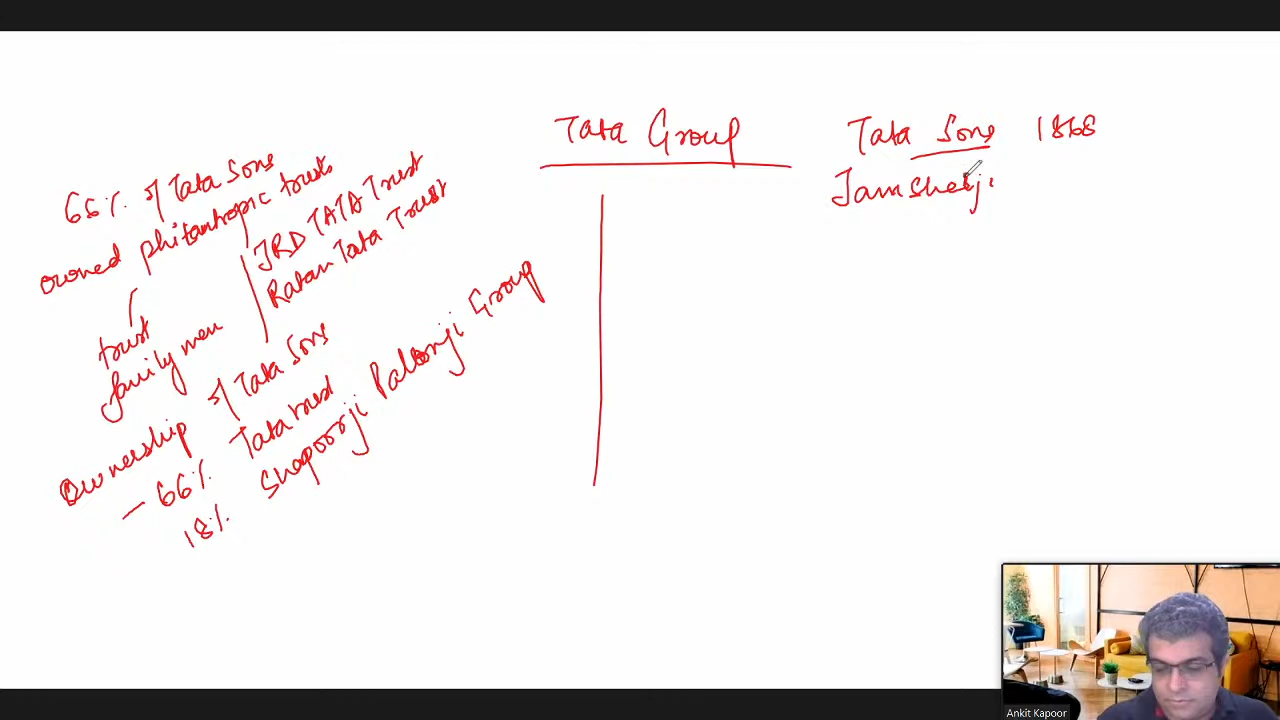 Tata Group
Tata Sons 1868
Jamshedji
66% of Tata Sons
owned philantropic trusts
JRD TATA Trust
Ratan Tata Trust
trust
family men
Ownership of Tata Sons
- 66% Tata trust
18% Shapoorji Pallonji Group
Ankit Kapoor